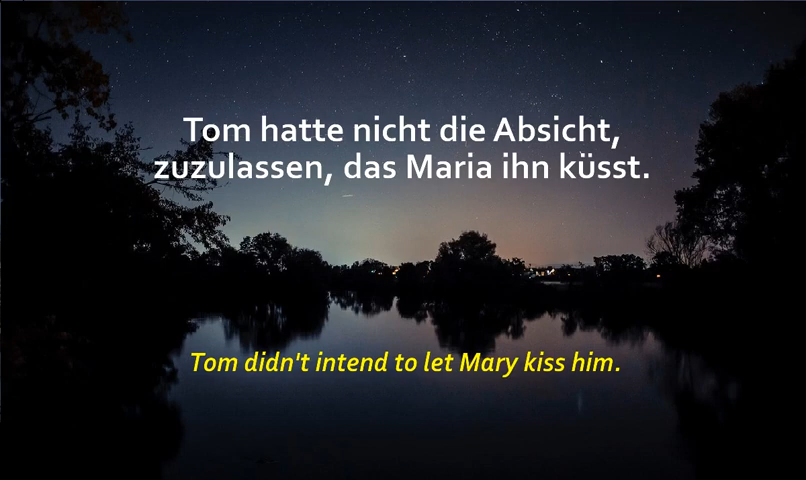 Tom hatte nicht die Absicht,
zuzulassen, das Maria ihn küsst.
Tom didn't intend to let Mary kiss him.